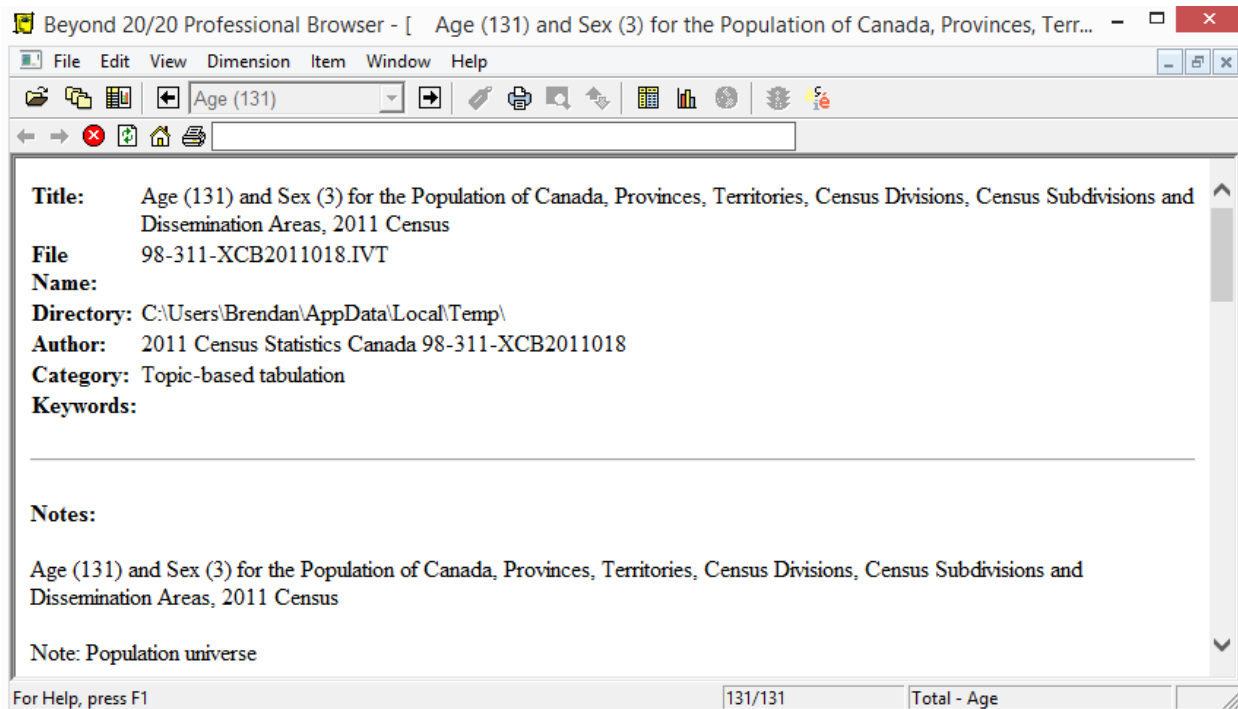 Beyond 20/20 Professional Browser - [ Age (131) and Sex (3) for the Population of Canada, Provinces, Terr...
File Edit View Dimension Item Window Help
Age (131)
Title: Age (131) and Sex (3) for the Population of Canada, Provinces, Territories, Census Divisions, Census Subdivisions and
Dissemination Areas, 2011 Census
File 98-311-XCB2011018.IVT
Name:
Directory: C:\Users\Brendan\AppData\Local\Temp\
Author: 2011 Census Statistics Canada 98-311-XCB2011018
Category: Topic-based tabulation
Keywords:
Notes:
Age (131) and Sex (3) for the Population of Canada, Provinces, Territories, Census Divisions, Census Subdivisions and
Dissemination Areas, 2011 Census
Note: Population universe
For Help, press F1 131/131 Total - Age